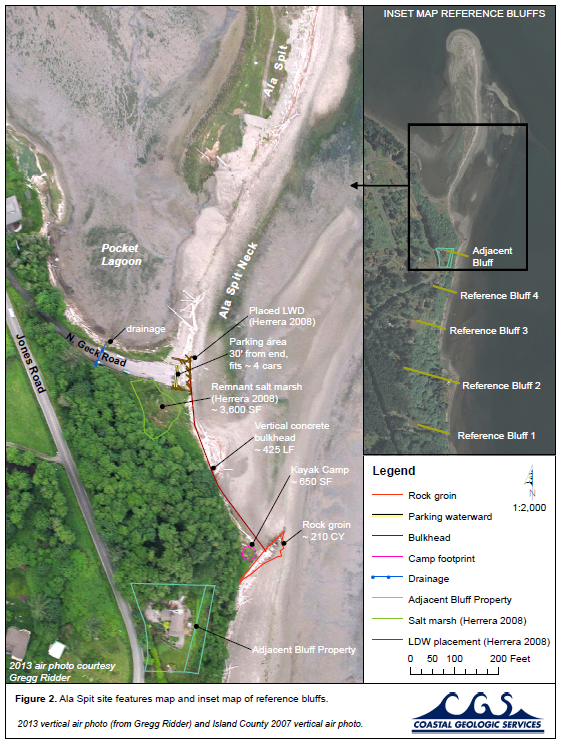 INSET MAP REFERENCE BLUFFS
Ala Spit
Pocket
Lagoon
Ala Spit Neck
Adjacent
Bluff
Reference Bluff 4
Reference Bluff 3
Reference Bluff 2
Reference Bluff 1
drainage
N. Geck Road
Jones Road
Placed LWD
(Herrera 2008)
Parking area
30' from end,
fits ~ 4 cars
Remnant salt marsh
(Herrera 2008)
~ 3,600 SF
Vertical concrete
bulkhead
~ 425 LF
Kayak Camp
~ 650 SF
Rock groin
~ 210 CY
Adjacent Bluff Property
2013 air photo courtesy
Gregg Ridder
Legend
Rock groin
Parking waterward
Bulkhead
Camp footprint
Drainage
Adjacent Bluff Property
Salt marsh (Herrera 2008)
LDW placement (Herrera 2008)
N
1:2,000
0 50 100 200 Feet
Figure 2. Ala Spit site features map and inset map of reference bluffs.
2013 vertical air photo (from Gregg Ridder) and Island County 2007 vertical air photo.
CGS
COASTAL GEOLOGIC SERVICES